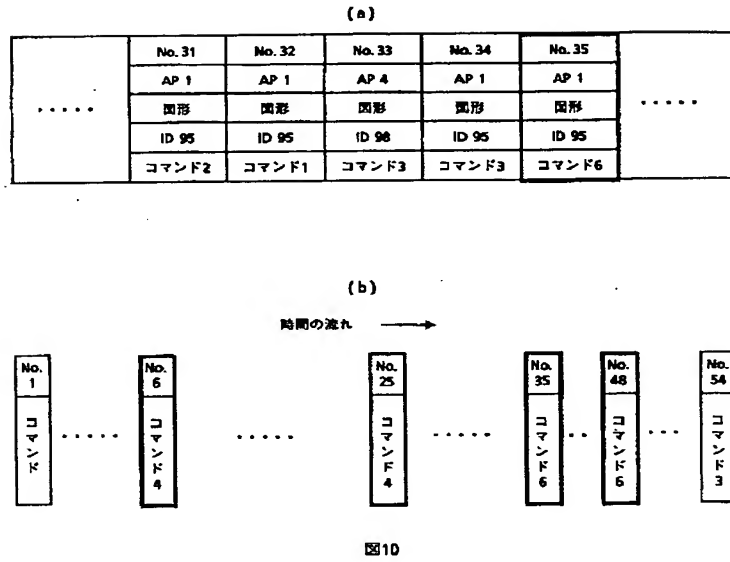 (a)
No.31 No.32 No.33 No.34 No.35
AP 1 AP 1 AP 4 AP 1 AP 1
····· 図形 図形 図形 図形 図形 ·····
ID 95 ID 95 ID 98 ID 95 ID 95
コマンド2 コマンド1 コマンド3 コマンド3 コマンド6
(b)
時間の流れ →
No. 1 コマンド ····· No. 6 コマンド4 ····· No. 25 コマンド4 ····· No. 35 コマンド6 ·· No. 48 コマンド6 ··· No. 54 コマンド3
図10